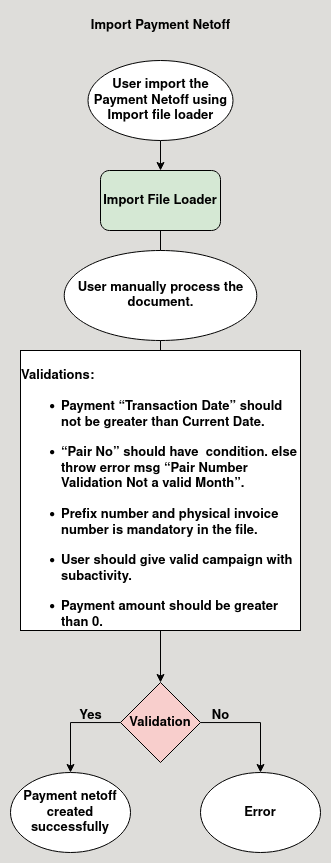 Import Payment Netoff
User import the
Payment Netoff using
Import file loader
Import File Loader
User manually process the
document.
Validations:
• Payment “Transaction Date” should
not be greater than Current Date.
• “Pair No” should have  condition. else
throw error msg “Pair Number
Validation Not a valid Month”.
• Prefix number and physical invoice
number is mandatory in the file.
• User should give valid campaign with
subactivity.
• Payment amount should be greater
than 0.
Validation
Yes
No
Payment netoff
created
successfully
Error